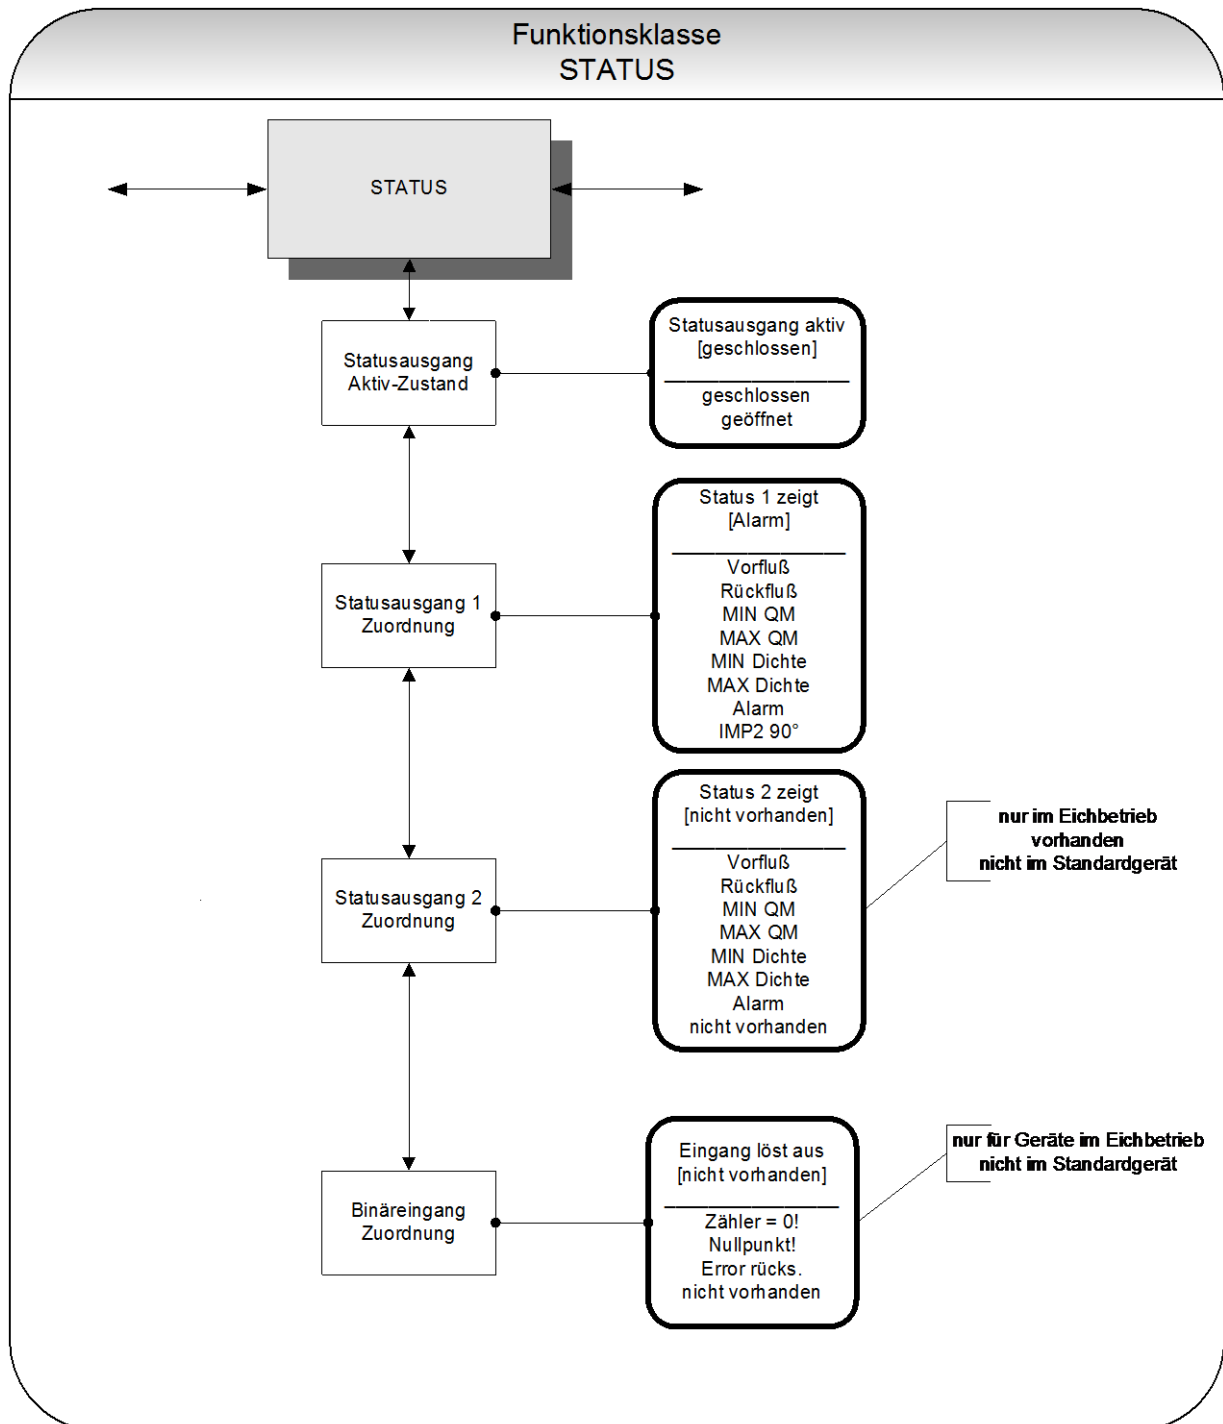 Funktionsklasse
STATUS
STATUS
Statusausgang
Aktiv-Zustand
Statusausgang aktiv
[geschlossen]
geschlossen
geöffnet
Statusausgang 1
Zuordnung
Status 1 zeigt
[Alarm]
Vorfluß
Rückfluß
MIN QM
MAX QM
MIN Dichte
MAX Dichte
Alarm
IMP2 90°
Statusausgang 2
Zuordnung
Status 2 zeigt
[nicht vorhanden]
Vorfluß
Rückfluß
MIN QM
MAX QM
MIN Dichte
MAX Dichte
Alarm
nicht vorhanden
nur im Eichbetrieb
vorhanden
nicht im Standardgerät
Binäreingang
Zuordnung
Eingang löst aus
[nicht vorhanden]
Zähler = 0!
Nullpunkt!
Error rücks.
nicht vorhanden
nur für Geräte im Eichbetrieb
nicht im Standardgerät